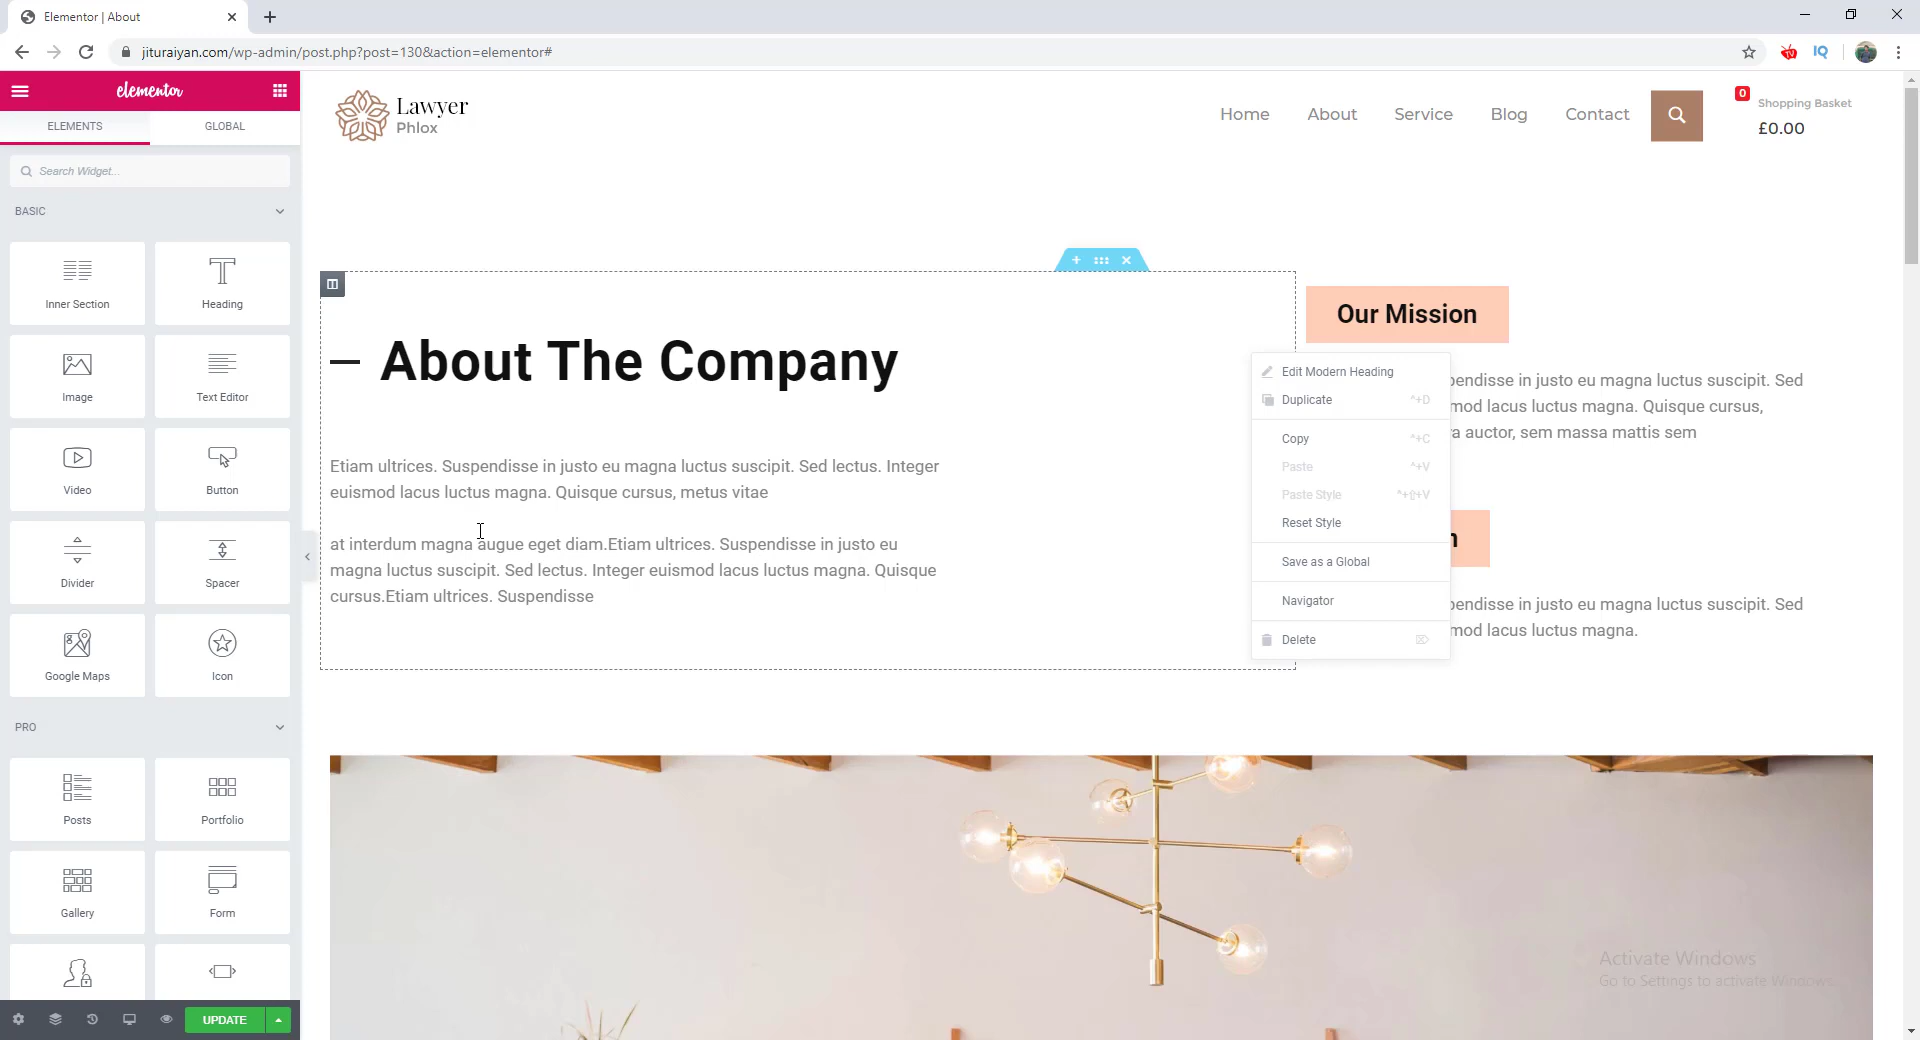 Elementor | About
jituraiyan.com/wp-admin/post.php?post=130&action=elementor#
elementor
ELEMENTS
GLOBAL
Search Widget...
BASIC
Inner Section
Heading
Image
Text Editor
Video
Button
Divider
Spacer
Google Maps
Icon
PRO
Posts
Portfolio
Gallery
Form
UPDATE
Lawyer
Phlox
Home
About
Service
Blog
Contact
0
Shopping Basket
£0.00
— About The Company
Etiam ultrices. Suspendisse in justo eu magna luctus suscipit. Sed lectus. Integer
euismod lacus luctus magna. Quisque cursus, metus vitae
at interdum magna augue eget diam.Etiam ultrices. Suspendisse in justo eu
magna luctus suscipit. Sed lectus. Integer euismod lacus luctus magna. Quisque
cursus.Etiam ultrices. Suspendisse
Our Mission
pendisse in justo eu magna luctus suscipit. Sed
mod lacus luctus magna. Quisque cursus,
a auctor, sem massa mattis sem
Edit Modern Heading
Duplicate ^+D
Copy ^+C
Paste ^+V
Paste Style ^+⇧+V
Reset Style
Save as a Global
Navigator
Delete ⌦
n
pendisse in justo eu magna luctus suscipit. Sed
mod lacus luctus magna.
Activate Windows
Go to Settings to activate Windows.